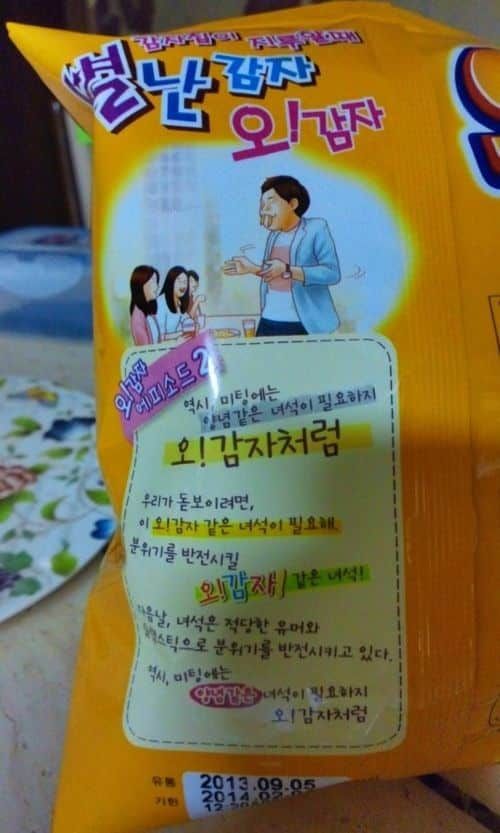 감자칩이 지루할때
별난감자
오!감자
오!감자
에피소드 2
역시, 미팅에는
양념같은 녀석이 필요하지
오!감자처럼
우리가 돋보이려면,
이 오!감자 같은 녀석이 필요해
분위기를 반전시킬
오!감자! 같은 녀석!
다음날, 녀석은 적당한 유머와
스틱으로 분위기를 반전시키고 있다.
역시, 미팅에는
양념같은 녀석이 필요하지
오!감자처럼
유통 2013.09.05
기한